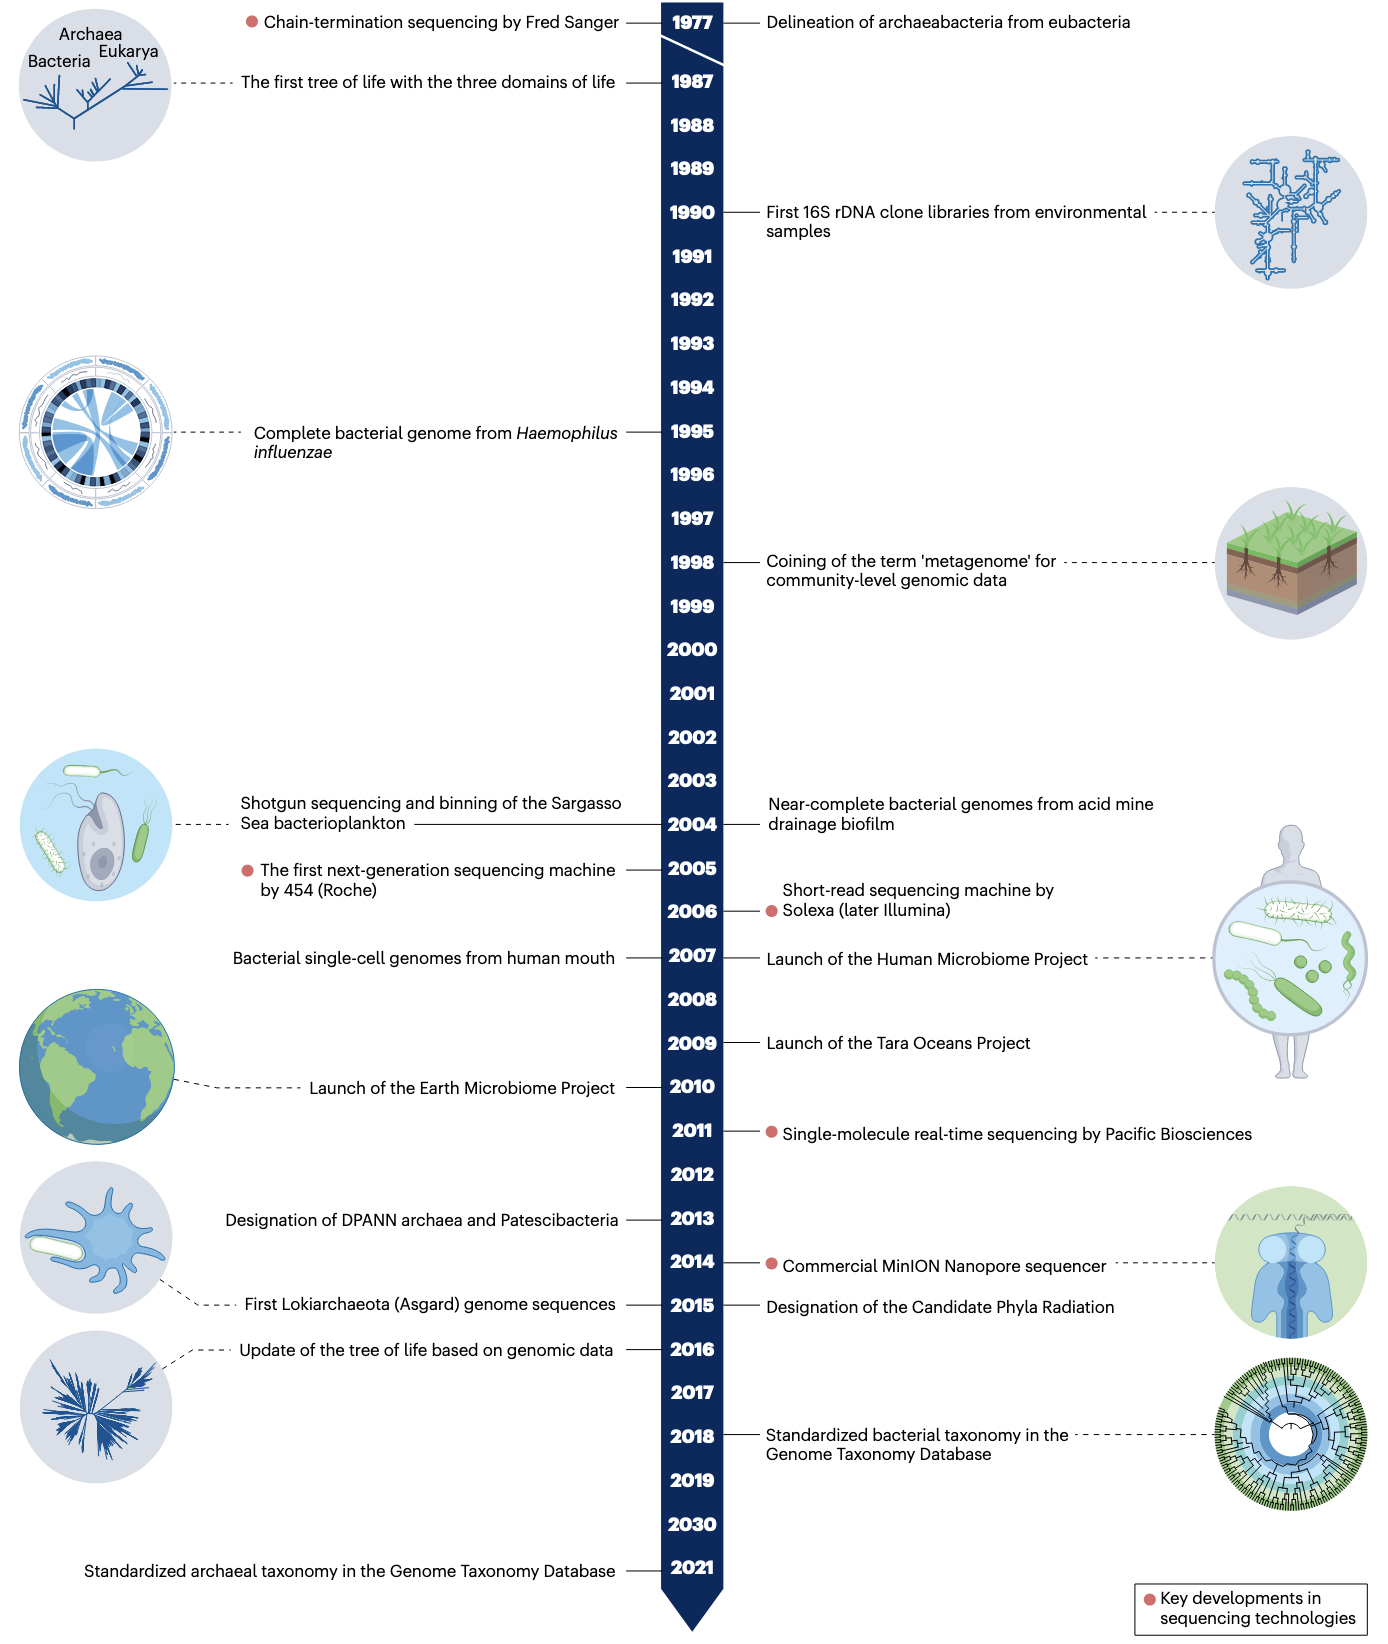 Chain-termination sequencing by Fred Sanger
1977
Delineation of archaeabacteria from eubacteria
Archaea
Eukarya
Bacteria
The first tree of life with the three domains of life
1987
1988
1989
1990
First 16S rDNA clone libraries from environmental
samples
1991
1992
1993
1994
Complete bacterial genome from Haemophilus
influenzae
1995
1996
1997
1998
Coining of the term 'metagenome' for
community-level genomic data
1999
2000
2001
2002
2003
Shotgun sequencing and binning of the Sargasso
Sea bacterioplankton
2004
Near-complete bacterial genomes from acid mine
drainage biofilm
The first next-generation sequencing machine
by 454 (Roche)
2005
2006
Short-read sequencing machine by
Solexa (later Illumina)
Bacterial single-cell genomes from human mouth
2007
Launch of the Human Microbiome Project
2008
2009
Launch of the Tara Oceans Project
Launch of the Earth Microbiome Project
2010
2011
Single-molecule real-time sequencing by Pacific Biosciences
2012
Designation of DPANN archaea and Patescibacteria
2013
2014
Commercial MinION Nanopore sequencer
First Lokiarchaeota (Asgard) genome sequences
2015
Designation of the Candidate Phyla Radiation
Update of the tree of life based on genomic data
2016
2017
2018
Standardized bacterial taxonomy in the
Genome Taxonomy Database
2019
2030
Standardized archaeal taxonomy in the Genome Taxonomy Database
2021
Key developments in
sequencing technologies